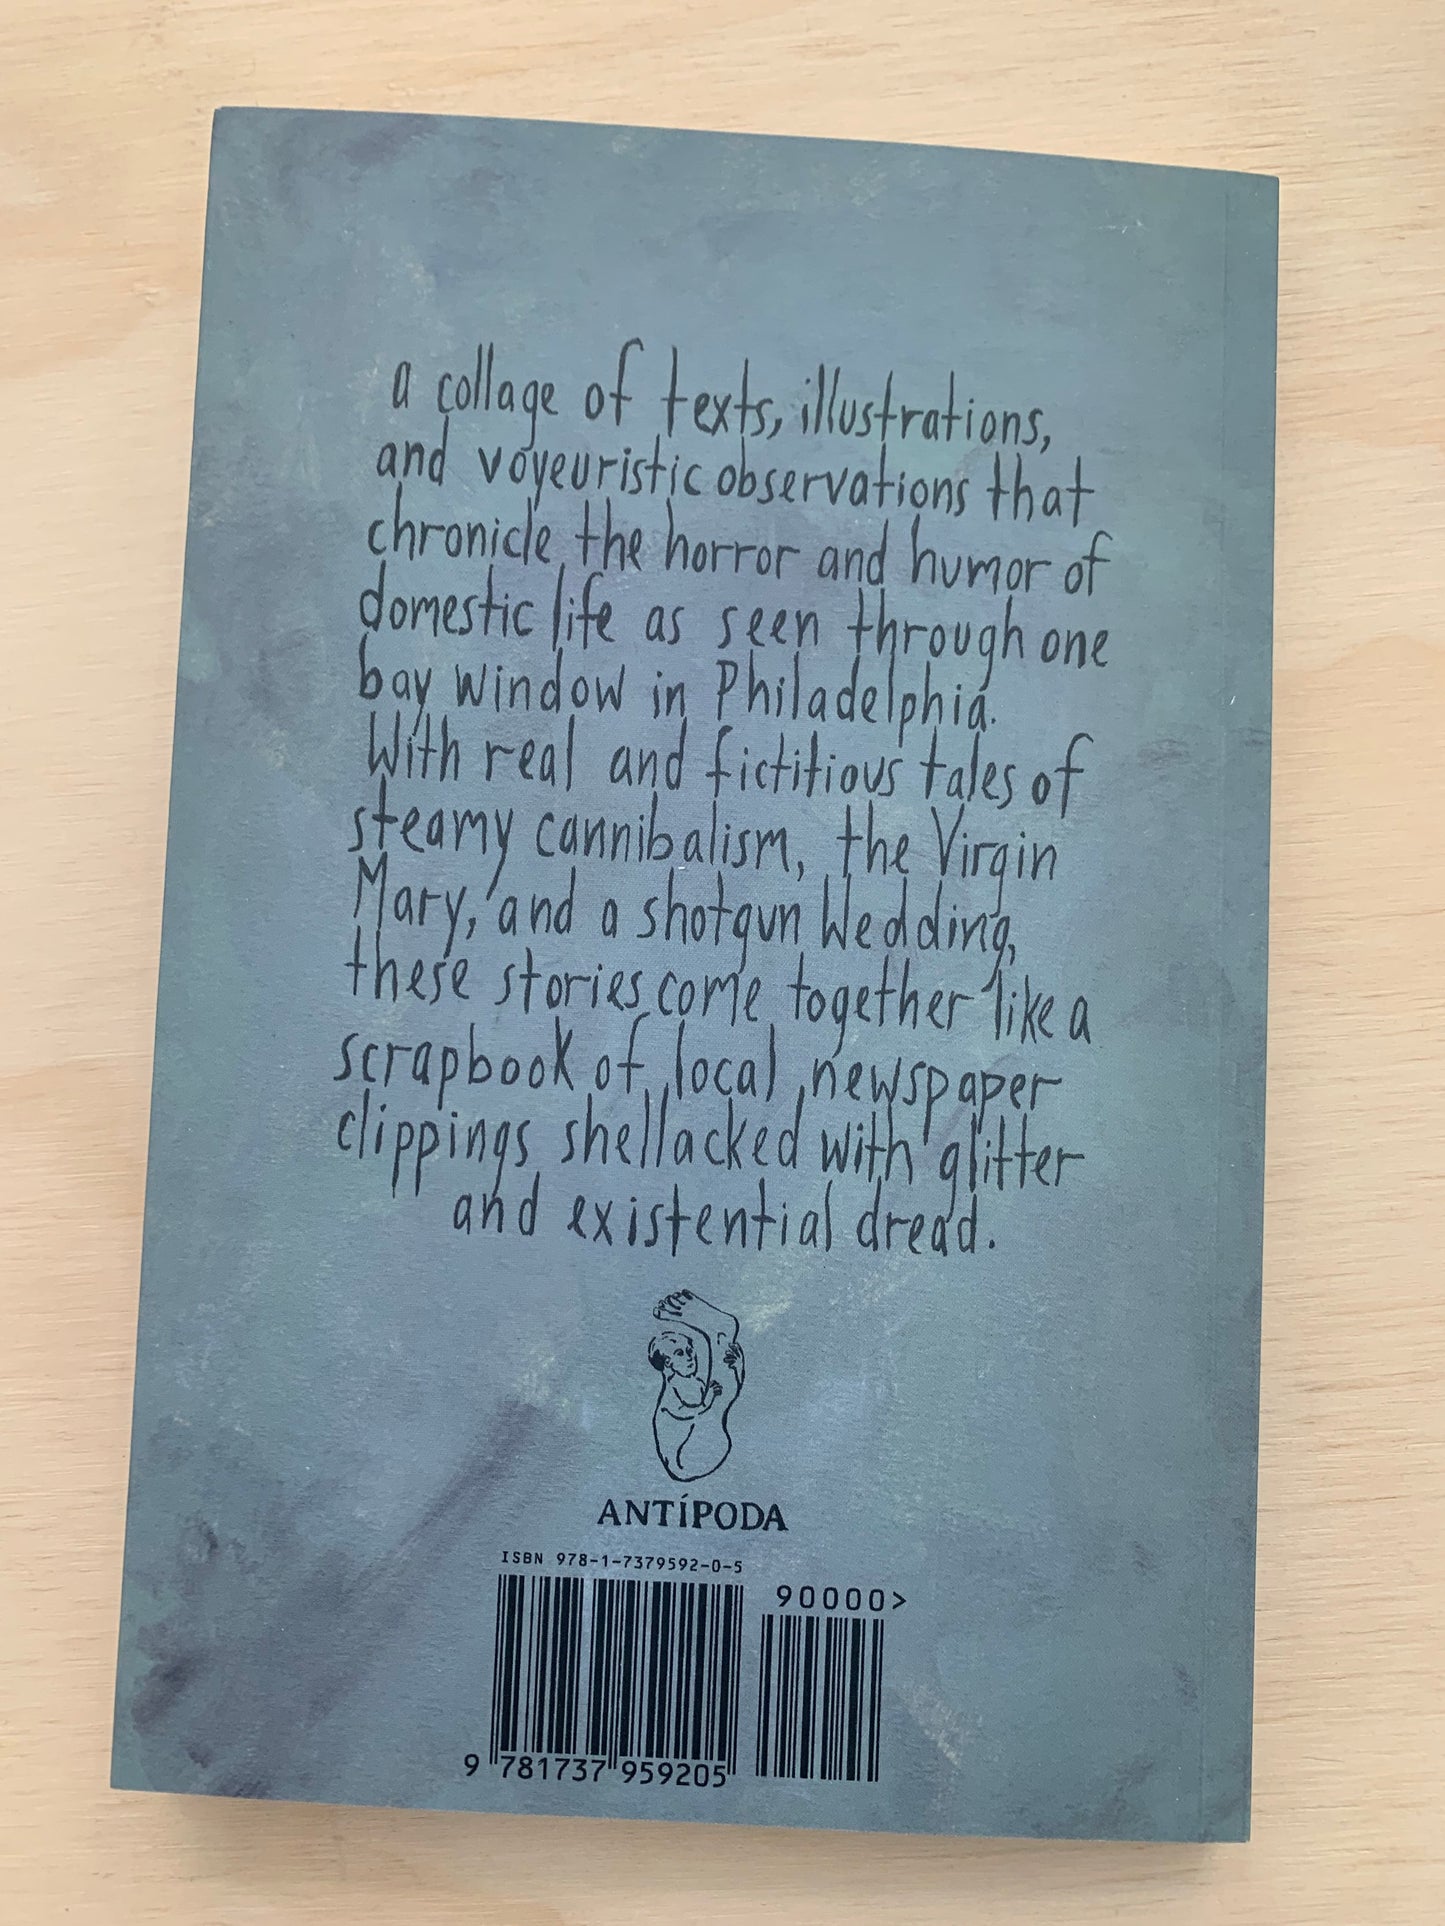 a collage of texts, illustrations,
and voyeuristic observations that
chronicle the horror and humor of
domestic life as seen through one
bay window in Philadelphia.
With real and fictitious tales of
steamy cannibalism, the Virgin
Mary, and a shotgun Wedding,
these stories come together like a
scrapbook of local newspaper
clippings shellacked with glitter
and existential dread.
ANTÍPODA
ISBN 978-1-7379592-0-5
90000>
9 781737 959205